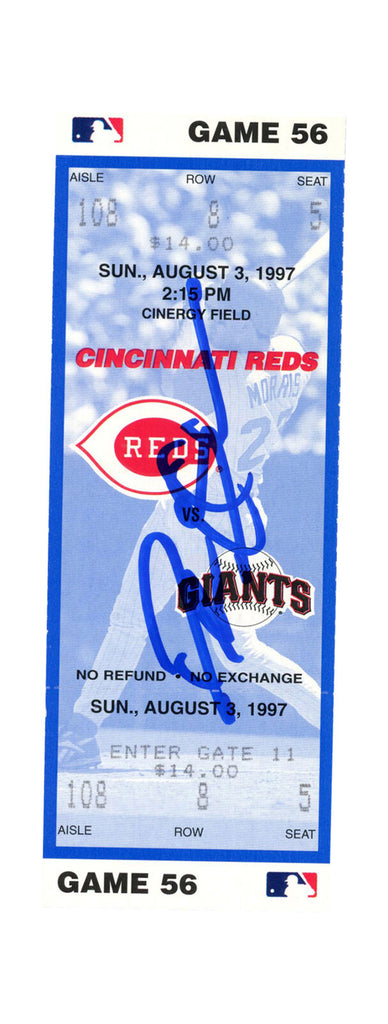 GAME 56
AISLE ROW SEAT
108 8 5
$14.00
SUN., AUGUST 3, 1997
2:15 PM
CINERGY FIELD
CINCINNATI REDS
MORRIS
REDS
VS.
GIANTS
NO REFUND • NO EXCHANGE
SUN., AUGUST 3, 1997
ENTER GATE 11
$14.00
108 8 5
AISLE ROW SEAT
GAME 56